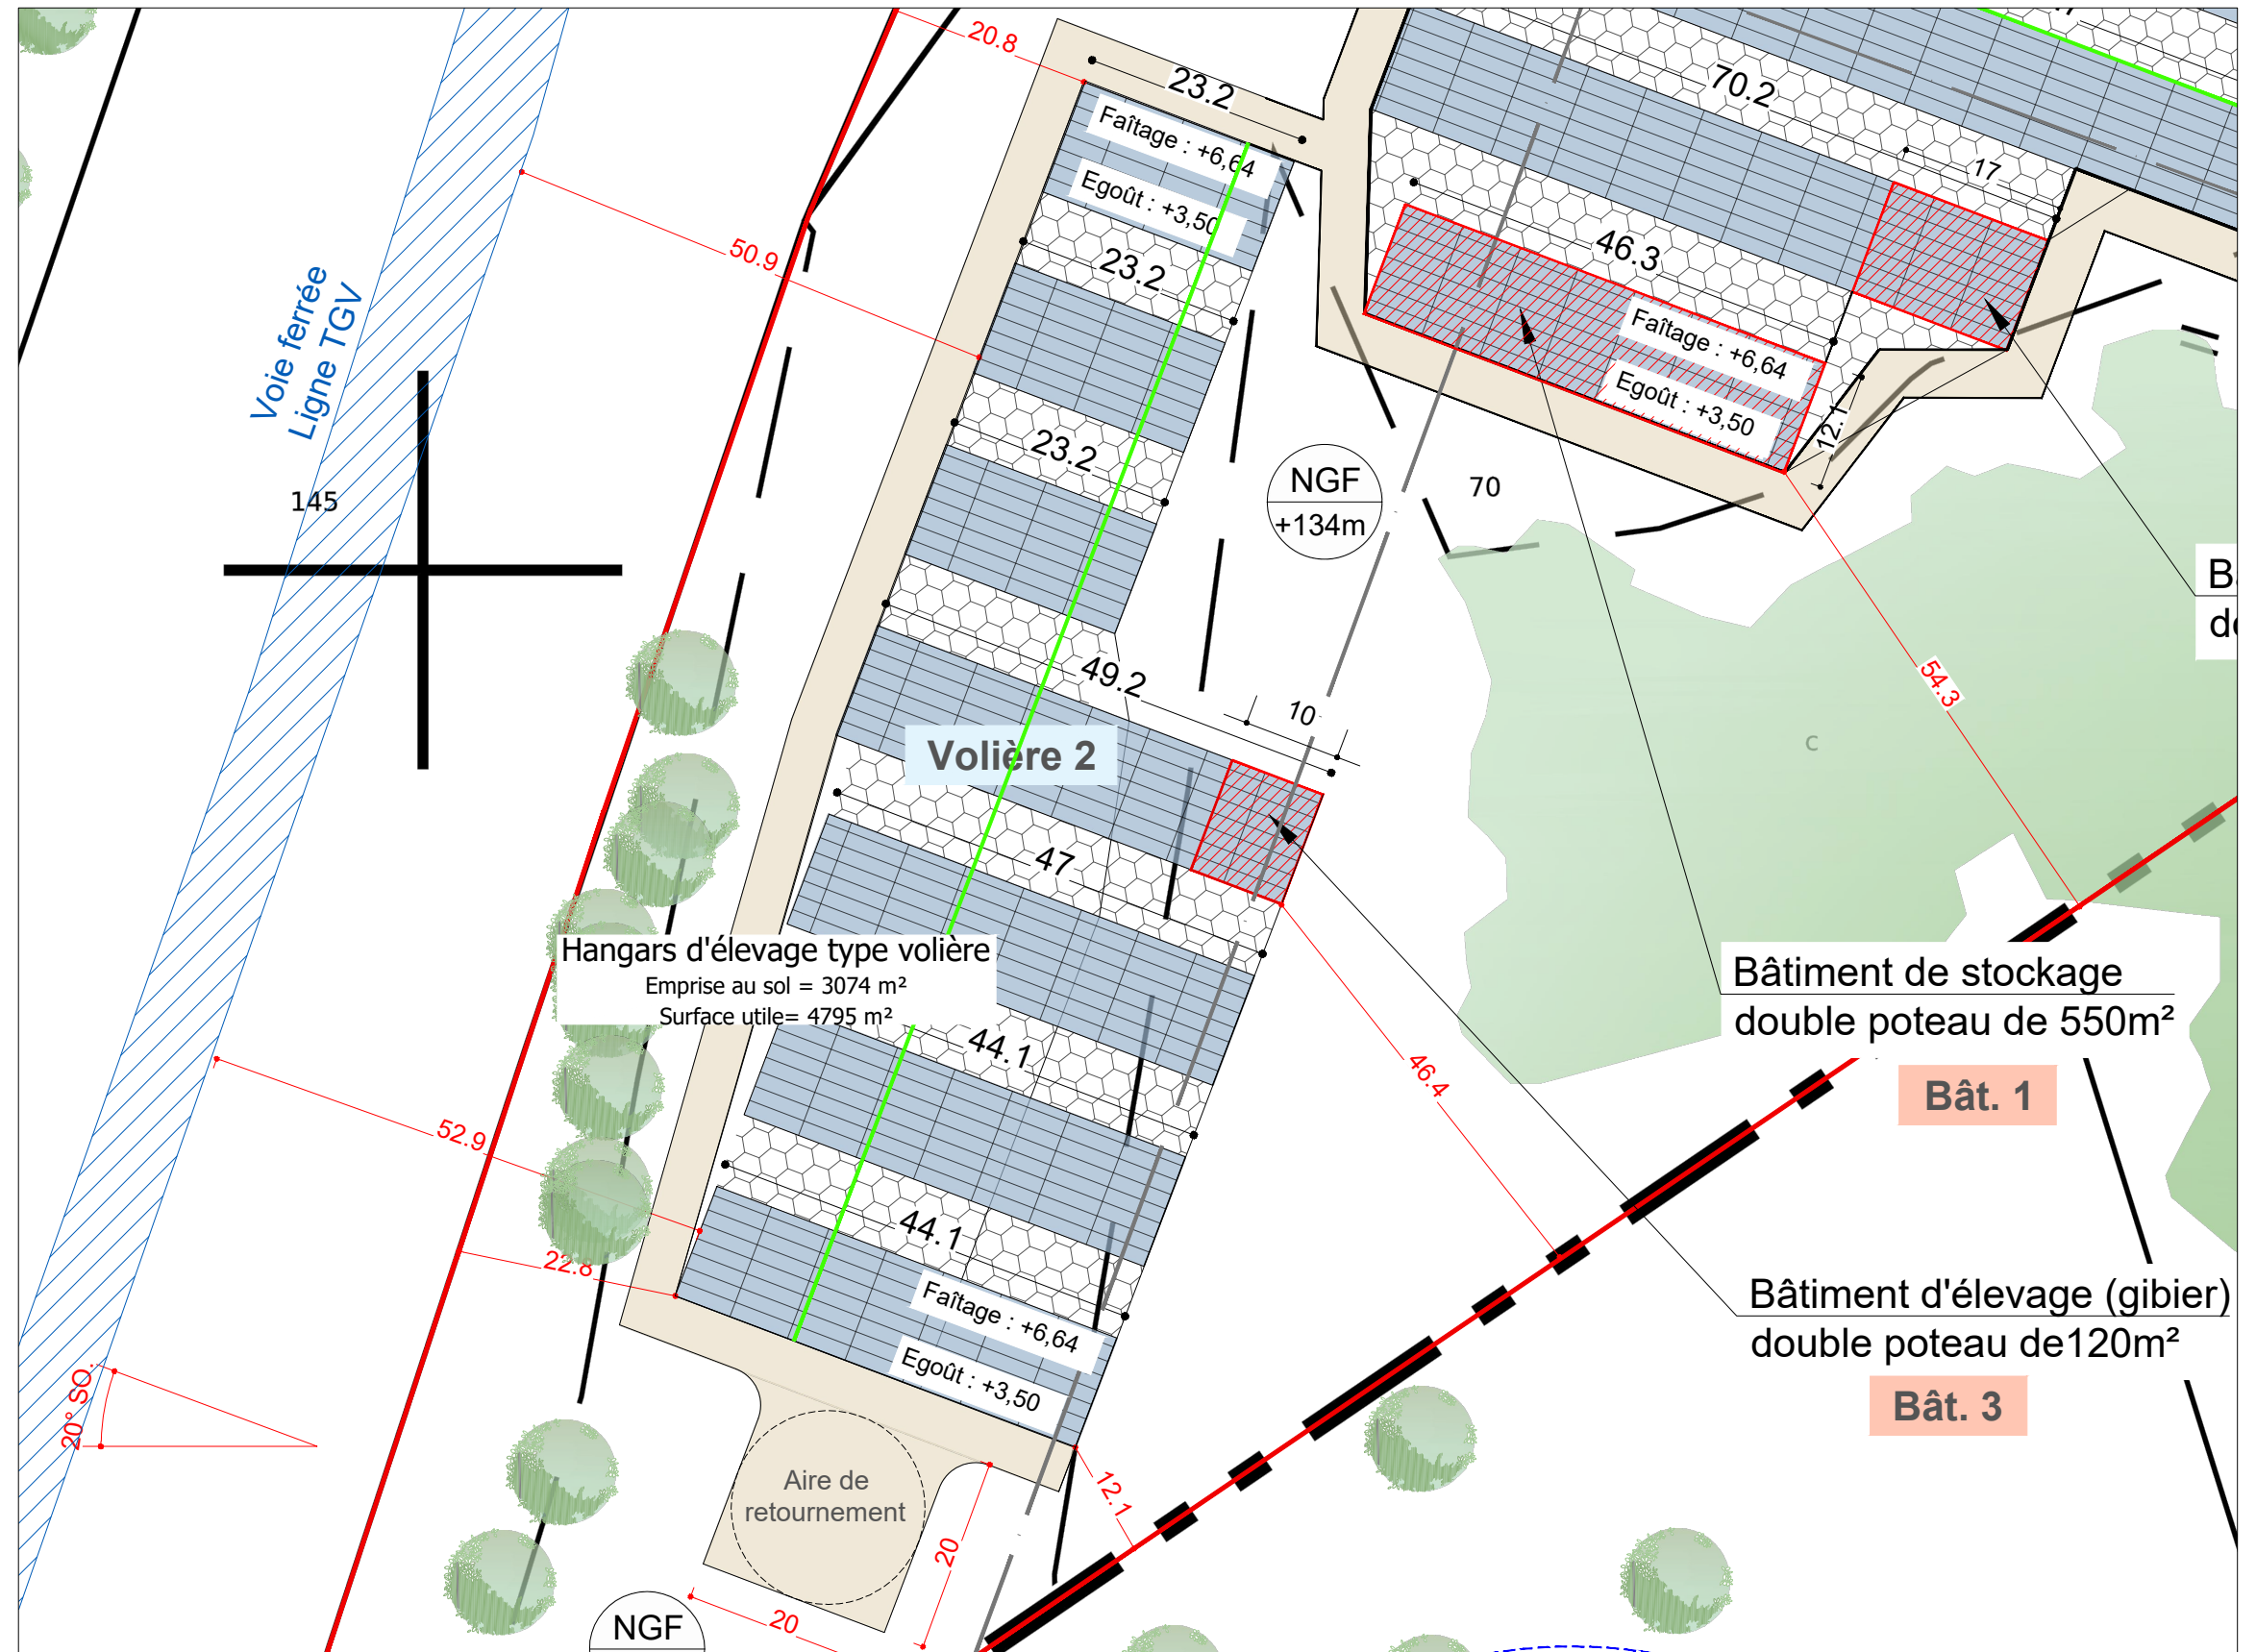 20.8
23.2
70.2
17
Faîtage : +6,64
Egoût : +3,50
50.9
23.2
46.3
Faîtage : +6,64
Egoût : +3,50
12.1
Voie ferrée
Ligne TGV
145
23.2
NGF
+134m
70
54.3
49.2
10
Volière 2
c
47
Hangars d'élevage type volière
Emprise au sol = 3074 m²
Surface utile= 4795 m²
Bâtiment de stockage
double poteau de 550m²
Bât. 1
44.1
46.4
52.9
44.1
22.8
Faîtage : +6,64
Egoût : +3,50
Bâtiment d'élevage (gibier)
double poteau de120m²
Bât. 3
20° SO.
Aire de
retournement
12.1
20
20
NGF